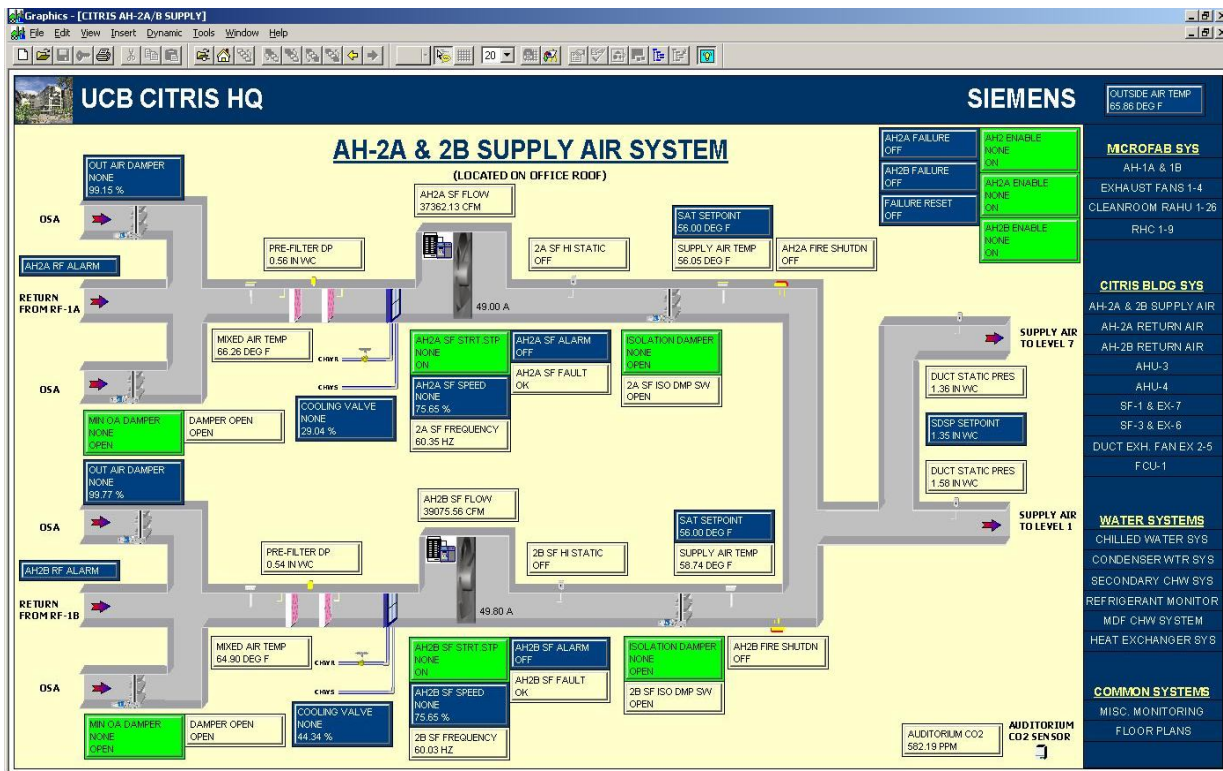 Graphics - [CITRIS AH-2A/B SUPPLY]
File Edit View Insert Dynamic Tools Window Help
20
UCB CITRIS HQ
SIEMENS
OUTSIDE AIR TEMP
65.86 DEG F
AH-2A & 2B SUPPLY AIR SYSTEM
(LOCATED ON OFFICE ROOF)
AH2A FAILURE
OFF
AH2B FAILURE
OFF
FAILURE RESET
OFF
AH2 ENABLE
NONE
ON
AH2A ENABLE
NONE
ON
AH2B ENABLE
NONE
ON
OUT AIR DAMPER
NONE
99.15 %
OSA
AH2A RF ALARM
RETURN
FROM RF-1A
OSA
PRE-FILTER DP
0.56 IN WC
AH2A SF FLOW
37362.13 CFM
2A SF HI STATIC
OFF
SAT SETPOINT
56.00 DEG F
SUPPLY AIR TEMP
56.05 DEG F
AH2A FIRE SHUTDN
OFF
49.00 A
MIXED AIR TEMP
66.26 DEG F
CHWR
CHWS
AH2A SF STRT.STP
NONE
ON
AH2A SF ALARM
OFF
AH2A SF FAULT
OK
AH2A SF SPEED
NONE
75.65 %
2A SF FREQUENCY
60.35 HZ
ISOLATION DAMPER
NONE
OPEN
2A SF ISO DMP SW
OPEN
COOLING VALVE
NONE
29.04 %
MIN OA DAMPER
NONE
OPEN
DAMPER OPEN
OPEN
SUPPLY AIR
TO LEVEL 7
DUCT STATIC PRES
1.36 IN WC
SDSP SETPOINT
1.35 IN WC
DUCT STATIC PRES
1.58 IN WC
SUPPLY AIR
TO LEVEL 1
OUT AIR DAMPER
NONE
99.77 %
OSA
AH2B RF ALARM
RETURN
FROM RF-1B
OSA
PRE-FILTER DP
0.54 IN WC
AH2B SF FLOW
39075.56 CFM
2B SF HI STATIC
OFF
SAT SETPOINT
56.00 DEG F
SUPPLY AIR TEMP
58.74 DEG F
49.80 A
MIXED AIR TEMP
64.90 DEG F
CHWR
CHWS
AH2B SF STRT.STP
NONE
ON
AH2B SF ALARM
OFF
AH2B SF FAULT
OK
AH2B SF SPEED
NONE
75.65 %
2B SF FREQUENCY
60.03 HZ
ISOLATION DAMPER
NONE
OPEN
2B SF ISO DMP SW
OPEN
AH2B FIRE SHUTDN
OFF
COOLING VALVE
NONE
44.34 %
MIN OA DAMPER
NONE
OPEN
DAMPER OPEN
OPEN
AUDITORIUM CO2
582.19 PPM
AUDITORIUM
CO2 SENSOR
MICROFAB SYS
AH-1A & 1B
EXHAUST FANS 1-4
CLEANROOM RAHU 1-26
RHC 1-9
CITRIS BLDG SYS
AH-2A & 2B SUPPLY AIR
AH-2A RETURN AIR
AH-2B RETURN AIR
AHU-3
AHU-4
SF-1 & EX-7
SF-3 & EX-6
DUCT EXH. FAN EX 2-5
FCU-1
WATER SYSTEMS
CHILLED WATER SYS
CONDENSER WTR SYS
SECONDARY CHW SYS
REFRIGERANT MONITOR
MDF CHW SYSTEM
HEAT EXCHANGER SYS
COMMON SYSTEMS
MISC. MONITORING
FLOOR PLANS